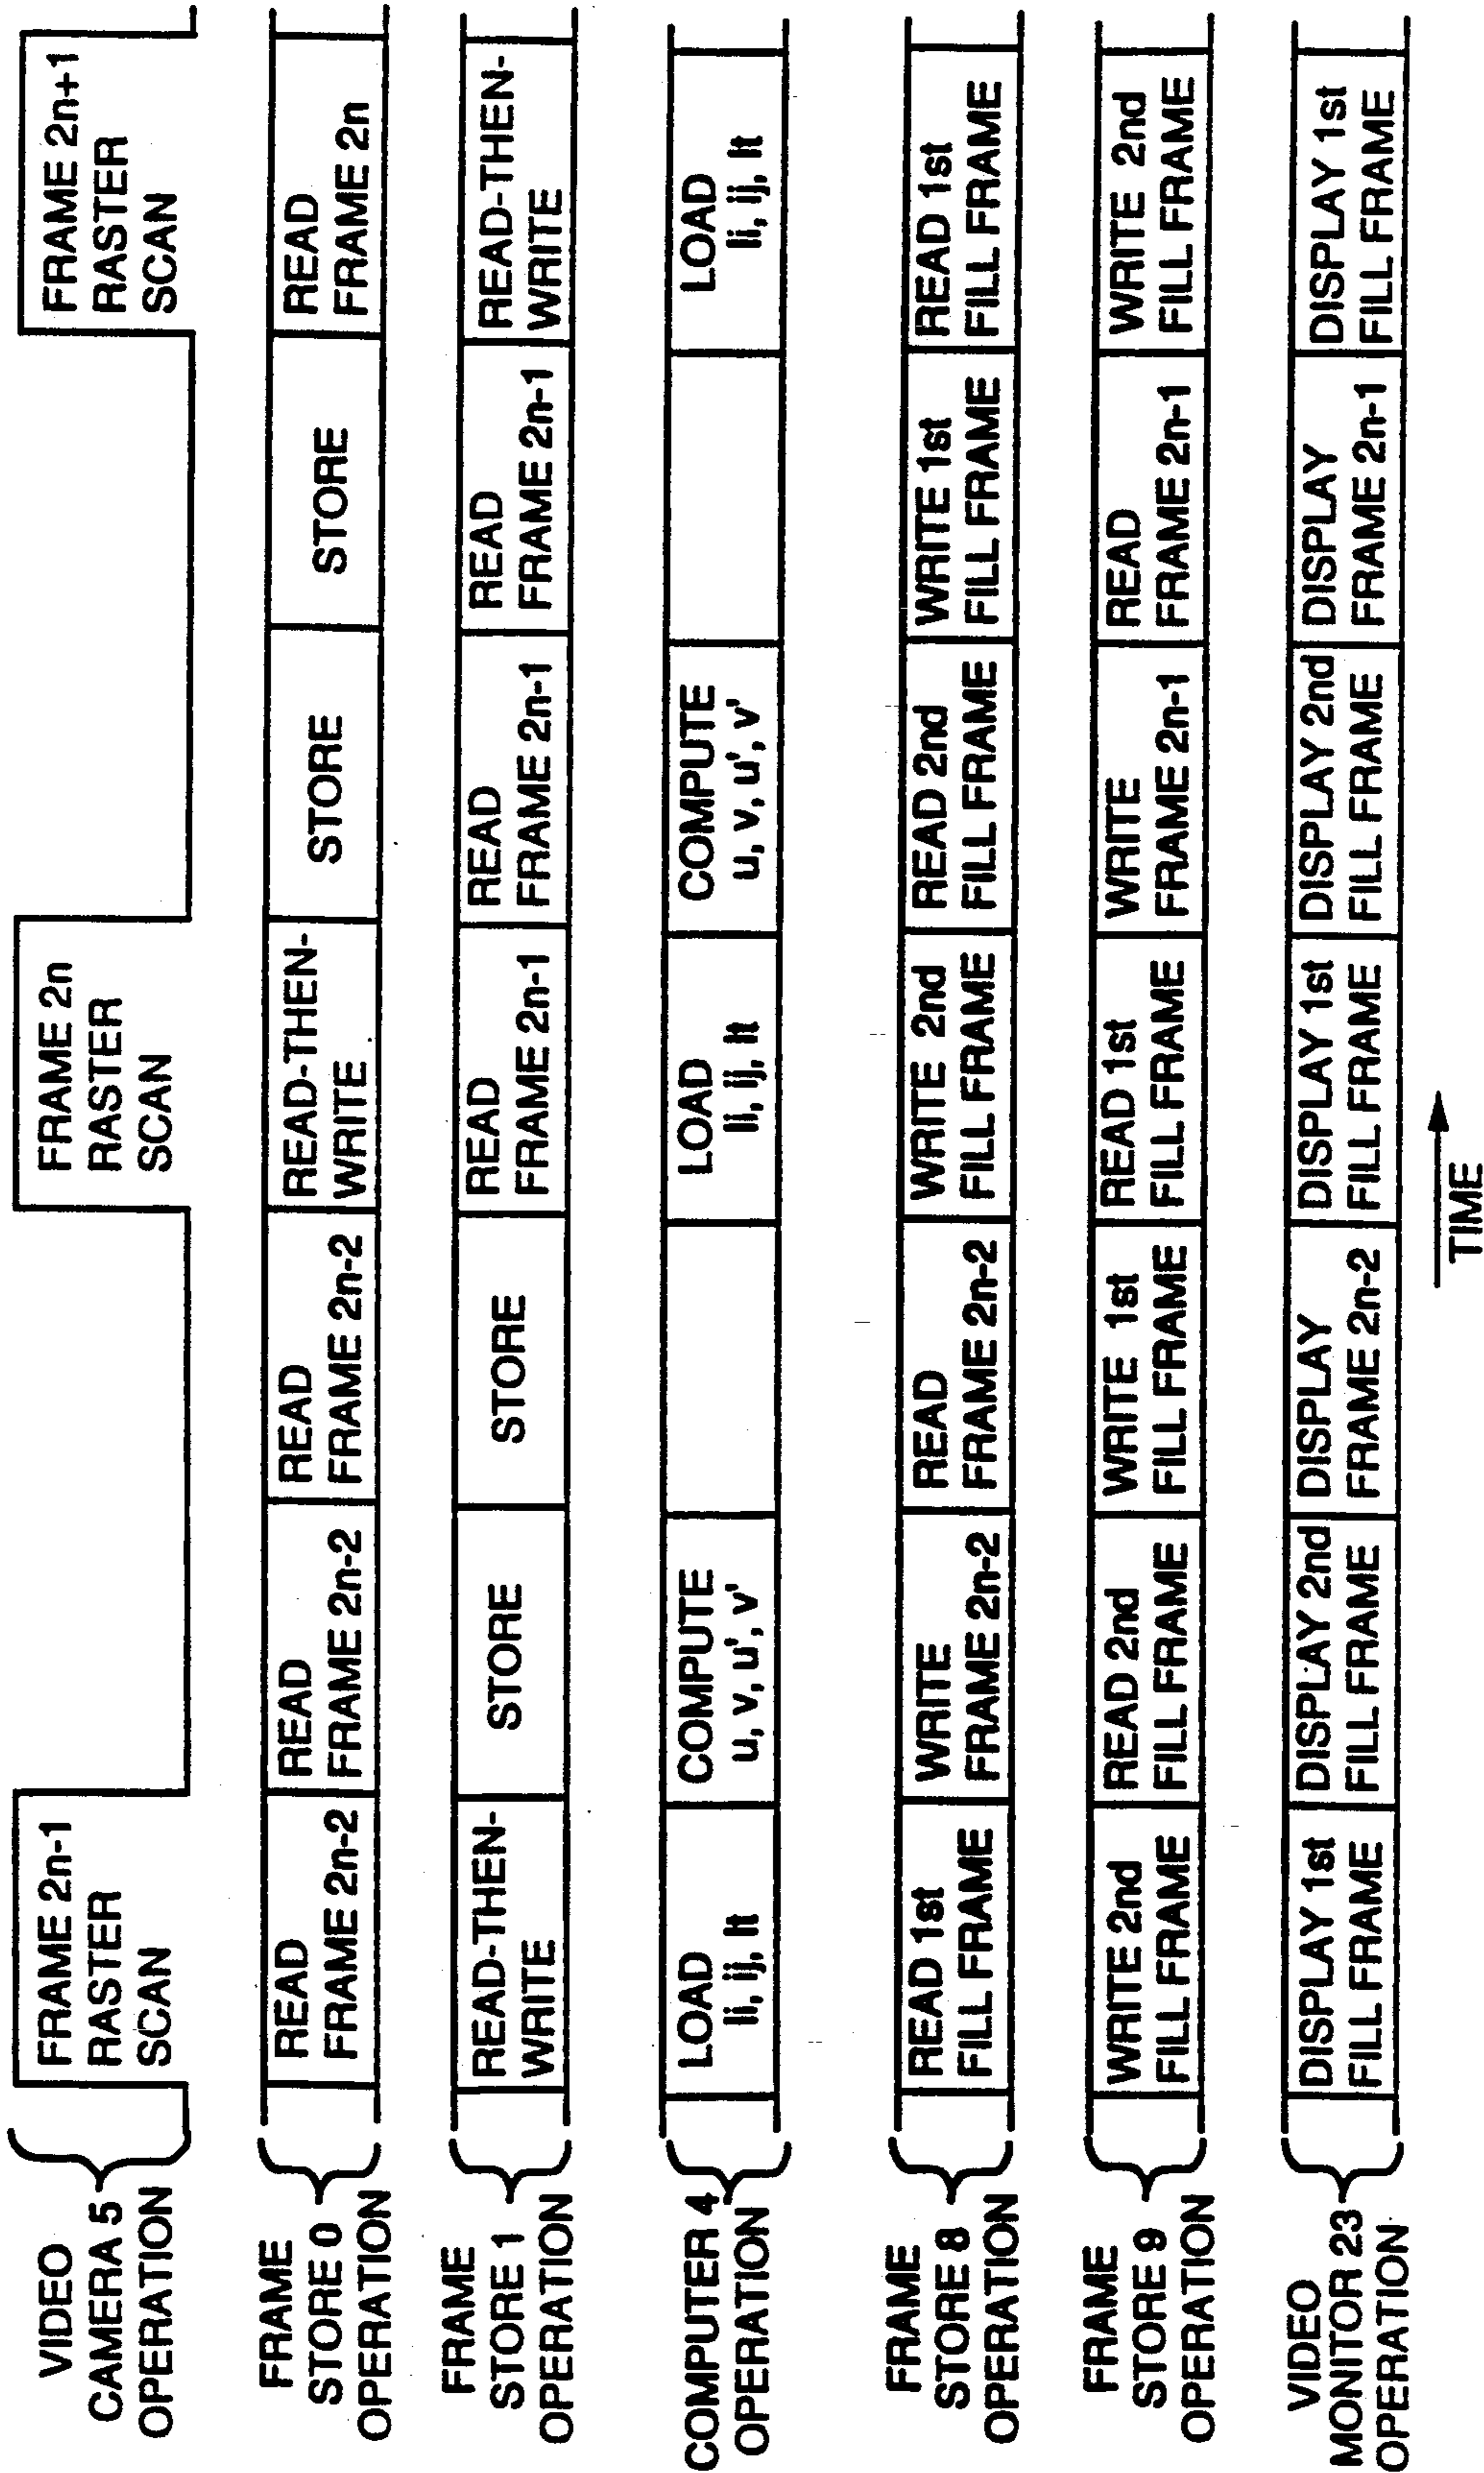 VIDEO
CAMERA 5
OPERATION
FRAME 2n-1
RASTER
SCAN
FRAME 2n
RASTER
SCAN
FRAME 2n+1
RASTER
SCAN
FRAME
STORE 0
OPERATION
READ
FRAME 2n-2
READ
FRAME 2n-2
READ
FRAME 2n-2
READ-THEN-
WRITE
STORE
STORE
READ
FRAME 2n
FRAME
STORE 1
OPERATION
READ-THEN-
WRITE
STORE
STORE
READ
FRAME 2n-1
READ
FRAME 2n-1
READ
FRAME 2n-1
READ-THEN-
WRITE
COMPUTER 4
OPERATION
LOAD
Ii, Ij, It
COMPUTE
u, v, u', v'
LOAD
Ii, Ij, It
COMPUTE
u, v, u', v'
LOAD
Ii, Ij, It
FRAME
STORE 8
OPERATION
READ 1st
FILL FRAME
WRITE
FRAME 2n-2
READ
FRAME 2n-2
WRITE 2nd
FILL FRAME
READ 2nd
FILL FRAME
WRITE 1st
FILL FRAME
READ 1st
FILL FRAME
FRAME
STORE 9
OPERATION
WRITE 2nd
FILL FRAME
READ 2nd
FILL FRAME
WRITE 1st
FILL FRAME
READ 1st
FILL FRAME
WRITE
FRAME 2n-1
READ
FRAME 2n-1
WRITE 2nd
FILL FRAME
VIDEO
MONITOR 23
OPERATION
DISPLAY 1st
FILL FRAME
DISPLAY 2nd
FILL FRAME
DISPLAY
FRAME 2n-2
DISPLAY 1st
FILL FRAME
DISPLAY 2nd
FILL FRAME
DISPLAY
FRAME 2n-1
DISPLAY 1st
FILL FRAME
TIME